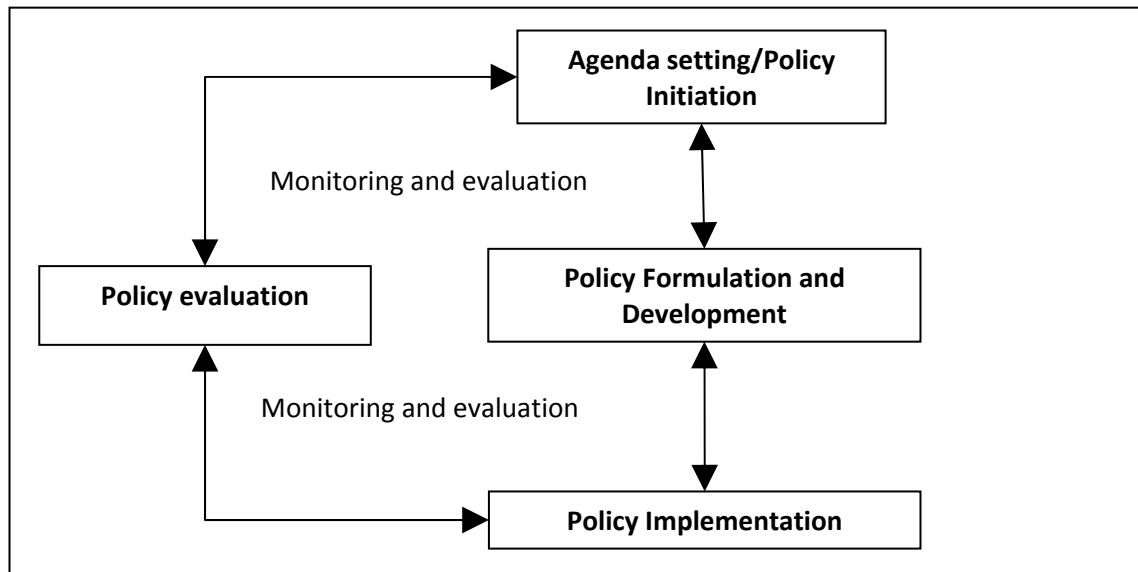 Agenda setting/Policy
Initiation
Monitoring and evaluation
Policy evaluation
Policy Formulation and
Development
Monitoring and evaluation
Policy Implementation